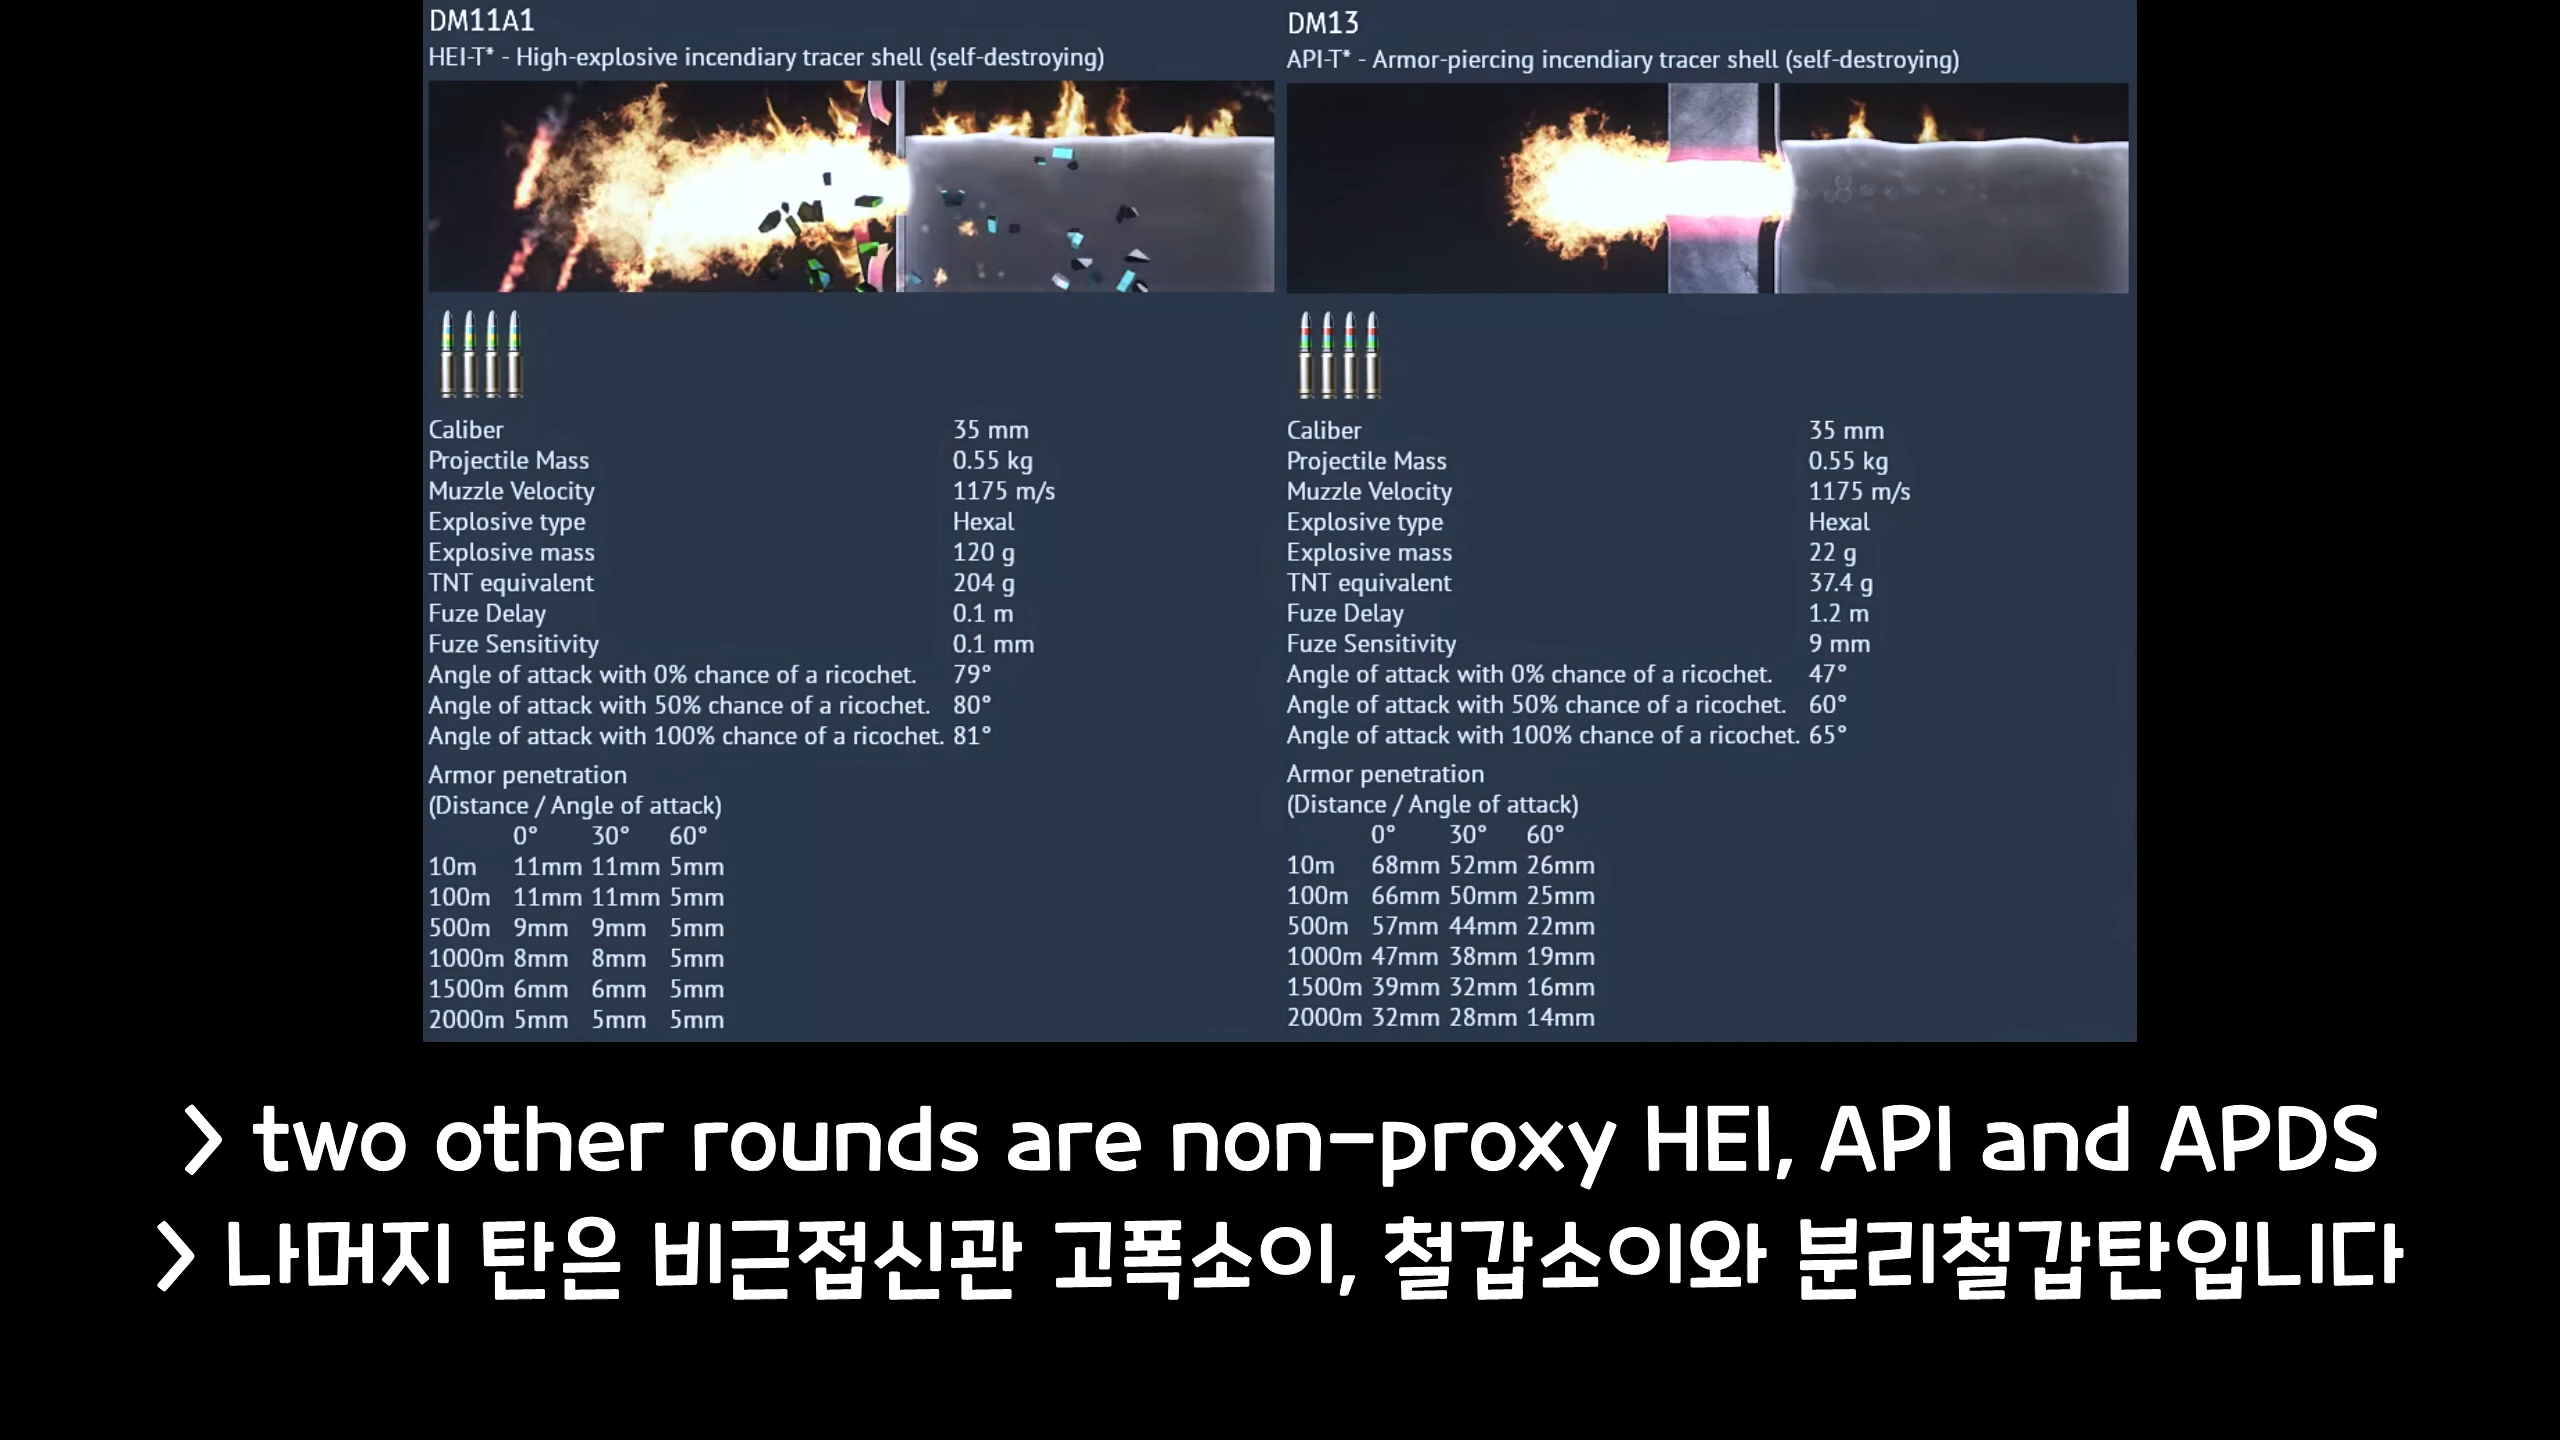 DM11A1
HEI-T* - High-explosive incendiary tracer shell (self-destroying)
Caliber 35 mm
Projectile Mass 0.55 kg
Muzzle Velocity 1175 m/s
Explosive type Hexal
Explosive mass 120 g
TNT equivalent 204 g
Fuze Delay 0.1 m
Fuze Sensitivity 0.1 mm
Angle of attack with 0% chance of a ricochet. 79°
Angle of attack with 50% chance of a ricochet. 80°
Angle of attack with 100% chance of a ricochet. 81°
Armor penetration
(Distance / Angle of attack)
0° 30° 60°
10m 11mm 11mm 5mm
100m 11mm 11mm 5mm
500m 9mm 9mm 5mm
1000m 8mm 8mm 5mm
1500m 6mm 6mm 5mm
2000m 5mm 5mm 5mm
DM13
API-T* - Armor-piercing incendiary tracer shell (self-destroying)
Caliber 35 mm
Projectile Mass 0.55 kg
Muzzle Velocity 1175 m/s
Explosive type Hexal
Explosive mass 22 g
TNT equivalent 37.4 g
Fuze Delay 1.2 m
Fuze Sensitivity 9 mm
Angle of attack with 0% chance of a ricochet. 47°
Angle of attack with 50% chance of a ricochet. 60°
Angle of attack with 100% chance of a ricochet. 65°
Armor penetration
(Distance / Angle of attack)
0° 30° 60°
10m 68mm 52mm 26mm
100m 66mm 50mm 25mm
500m 57mm 44mm 22mm
1000m 47mm 38mm 19mm
1500m 39mm 32mm 16mm
2000m 32mm 28mm 14mm
> two other rounds are non-proxy HEI, API and APDS
> 나머지 탄은 비근접신관 고폭소이, 철갑소이와 분리철갑탄입니다